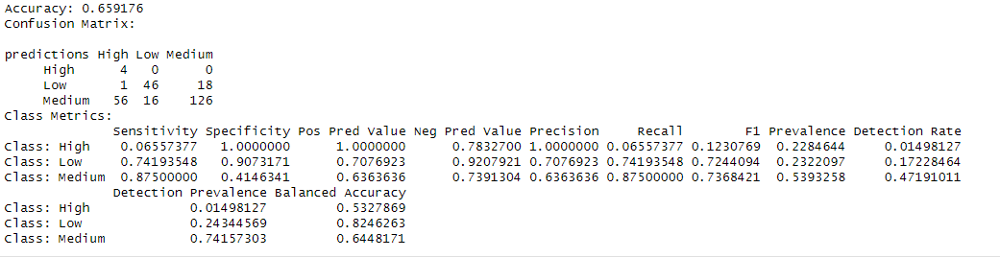 Accuracy: 0.659176
Confusion Matrix:
predictions High Low Medium
High 4 0 0
Low 1 46 18
Medium 56 16 126
Class Metrics:
Sensitivity Specificity Pos Pred Value Neg Pred Value Precision Recall F1 Prevalence Detection Rate
Class: High 0.06557377 1.0000000 1.0000000 0.7832700 1.0000000 0.06557377 0.1230769 0.2284644 0.01498127
Class: Low 0.74193548 0.9073171 0.7076923 0.9207921 0.7076923 0.74193548 0.7244094 0.2322097 0.17228464
Class: Medium 0.87500000 0.4146341 0.6363636 0.7391304 0.6363636 0.87500000 0.7368421 0.5393258 0.47191011
Detection Prevalence Balanced Accuracy
Class: High 0.01498127 0.5327869
Class: Low 0.24344569 0.8246263
Class: Medium 0.74157303 0.6448171